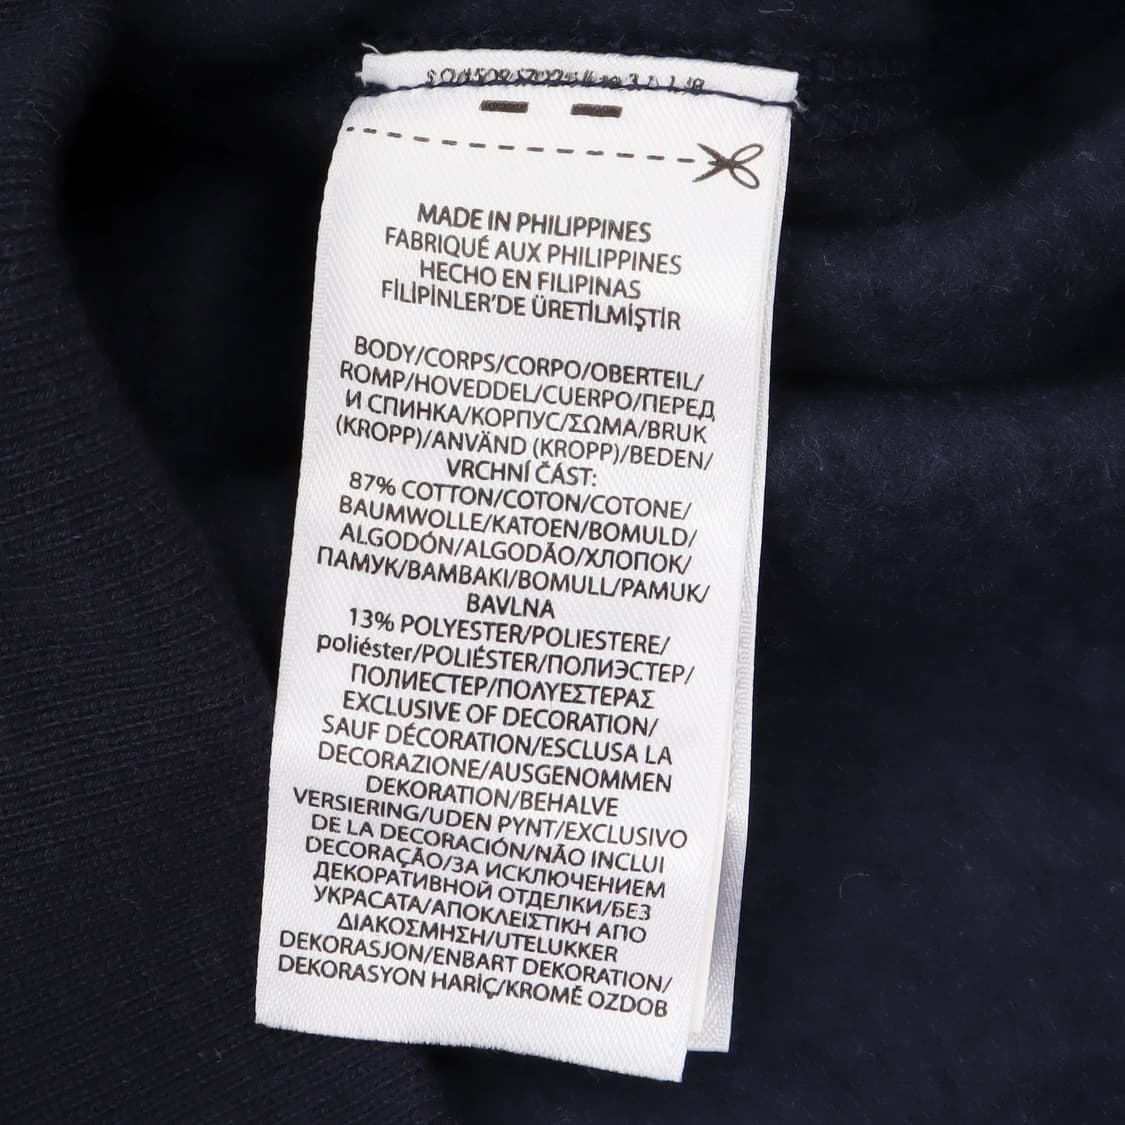 MADE IN PHILIPPINES
FABRIQUÉ AUX PHILIPPINES
HECHO EN FILIPINAS
FİLİPİNLER'DE ÜRETİLMİŞTİR
BODY/CORPS/CORPO/OBERTEIL/
ROMP/HOVEDDEL/CUERPO/ПЕРЕД
И СПИНКА/КОРПУС/ΣΩΜΑ/BRUK
(KROPP)/ANVÄND (KROPP)/BEDEN/
VRCHNÍ ČÁST:
87% COTTON/COTON/COTONE/
BAUMWOLLE/KATOEN/BOMULD/
ALGODÓN/ALGODÃO/ХЛОПОК/
ПАМУК/ΒΑΜΒΑΚΙ/BOMULL/PAMUK/
BAVLNA
13% POLYESTER/POLIESTERE/
poliéster/POLIÉSTER/ПОЛИЭСТЕР/
ПОЛИЕСТЕР/ΠΟΛΥΕΣΤΕΡΑΣ
EXCLUSIVE OF DECORATION/
SAUF DÉCORATION/ESCLUSA LA
DECORAZIONE/AUSGENOMMEN
DEKORATION/BEHALVE
VERSIERING/UDEN PYNT/EXCLUSIVO
DE LA DECORACIÓN/NÃO INCLUI
DECORAÇÃO/ЗА ИСКЛЮЧЕНИЕМ
ДЕКОРАТИВНОЙ ОТДЕЛКИ/БЕЗ
УКРАСАТА/ΑΠΟΚΛΕΙΣΤΙΚΗ ΑΠΟ
ΔΙΑΚΟΣΜΗΣΗ/UTELUKKER
DEKORASJON/ENBART DEKORATION/
DEKORASYON HARİÇ/KROMĚ OZDOB